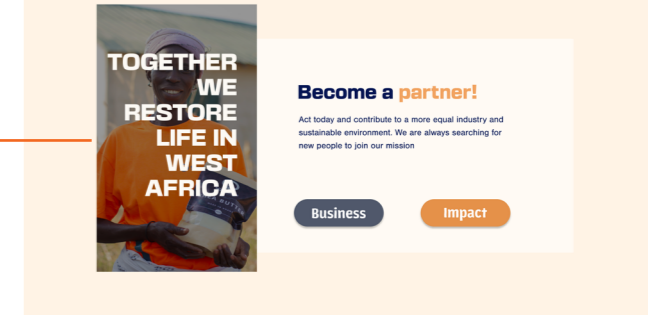 TOGETHER
WE
RESTORE
LIFE IN
WEST
AFRICA
Become a partner!
Act today and contribute to a more equal industry and
sustainable environment. We are always searching for
new people to join our mission
Business
Impact
BUTTER